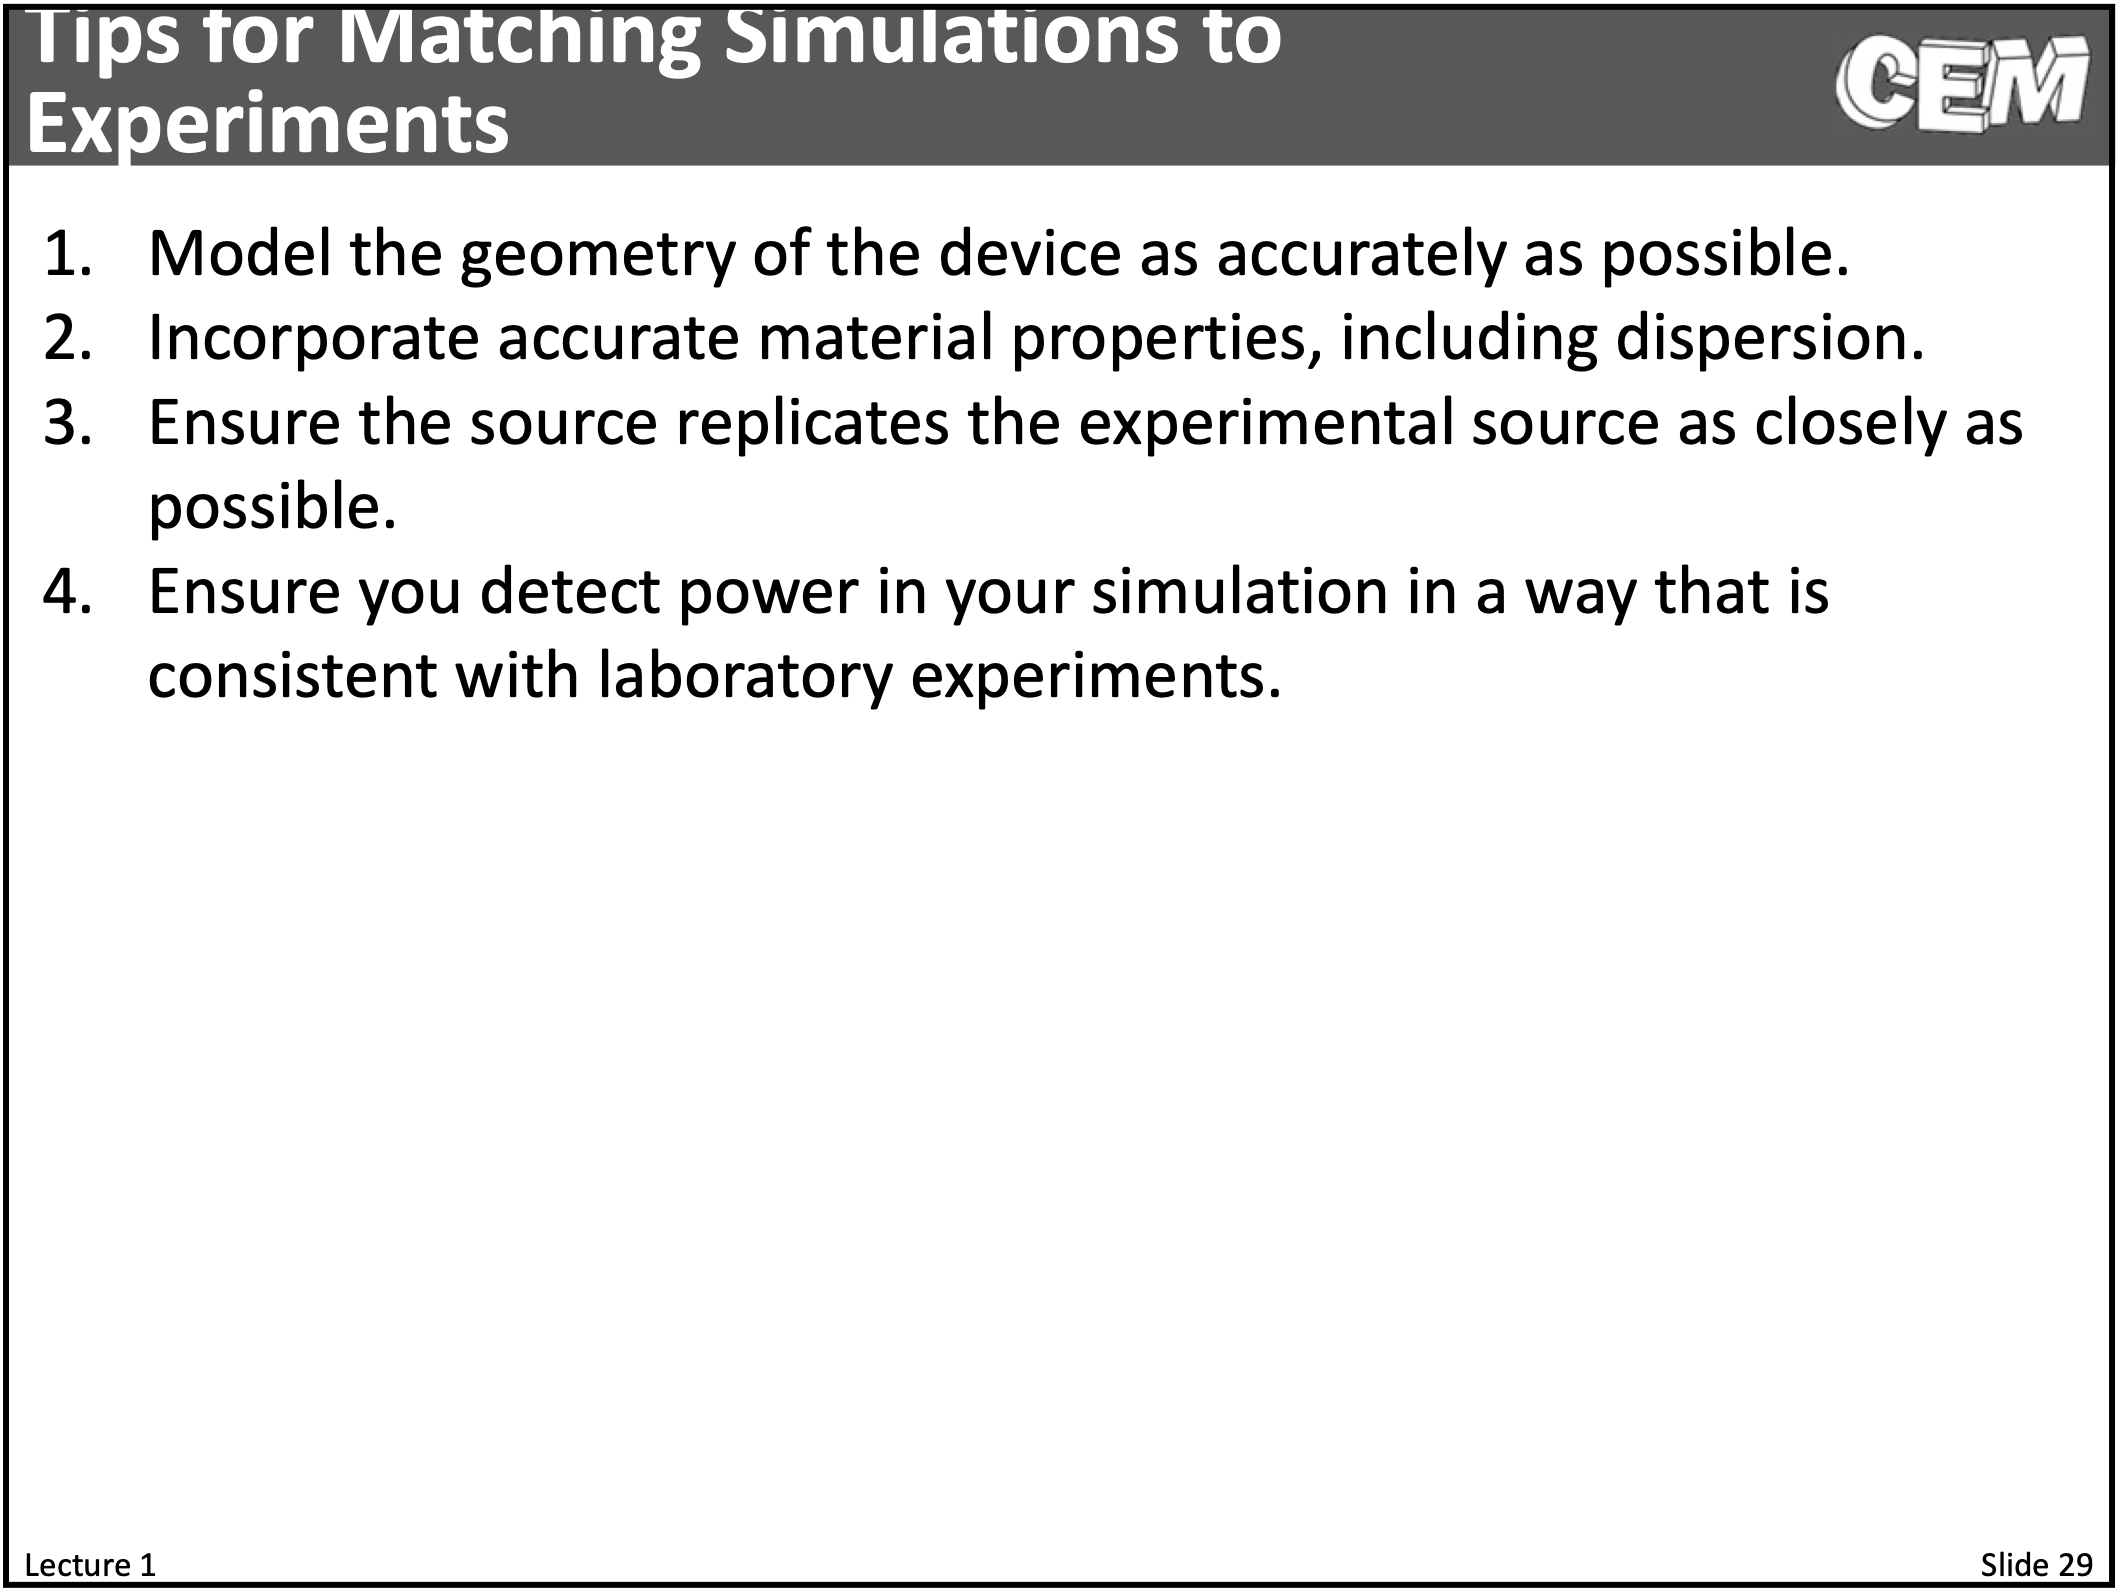 Tips for Matching Simulations to
Experiments
CEM
1. Model the geometry of the device as accurately as possible.
2. Incorporate accurate material properties, including dispersion.
3. Ensure the source replicates the experimental source as closely as
possible.
4. Ensure you detect power in your simulation in a way that is
consistent with laboratory experiments.
Lecture 1
Slide 29